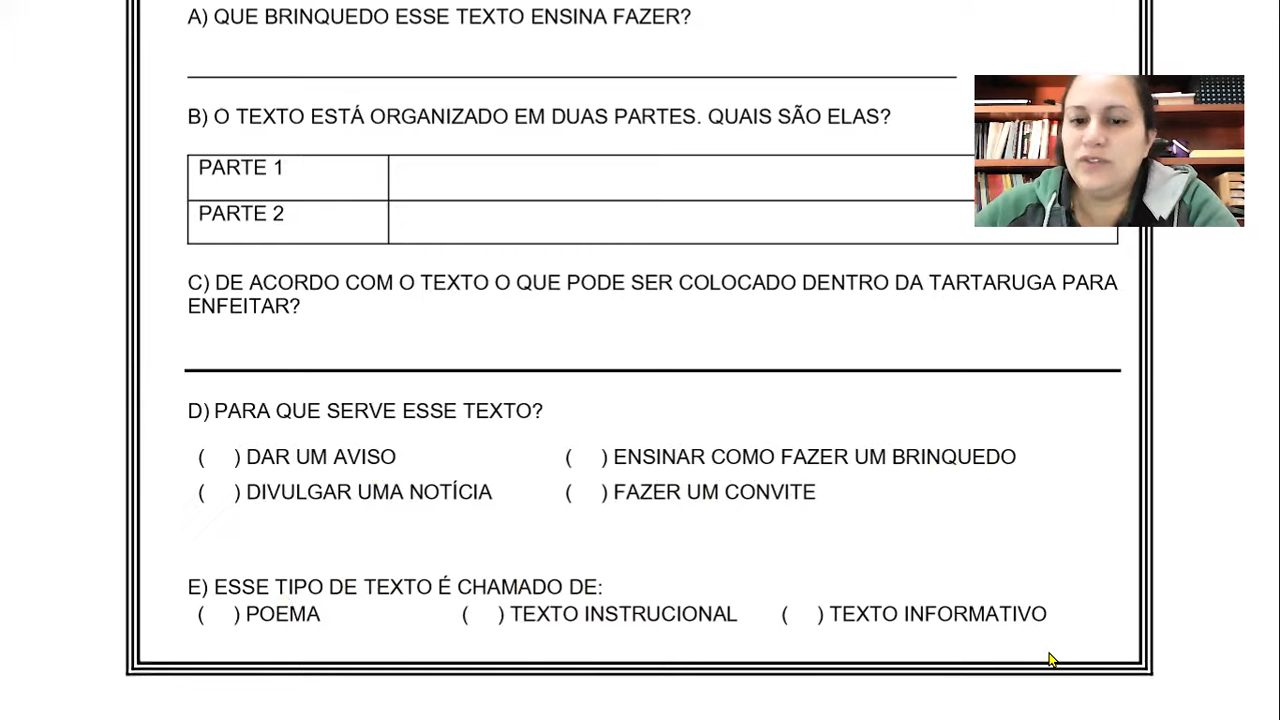 A) QUE BRINQUEDO ESSE TEXTO ENSINA FAZER?
B) O TEXTO ESTÁ ORGANIZADO EM DUAS PARTES. QUAIS SÃO ELAS?
PARTE 1
PARTE 2
C) DE ACORDO COM O TEXTO O QUE PODE SER COLOCADO DENTRO DA TARTARUGA PARA
ENFEITAR?
D) PARA QUE SERVE ESSE TEXTO?
( ) DAR UM AVISO ( ) ENSINAR COMO FAZER UM BRINQUEDO
( ) DIVULGAR UMA NOTÍCIA ( ) FAZER UM CONVITE
E) ESSE TIPO DE TEXTO É CHAMADO DE:
( ) POEMA ( ) TEXTO INSTRUCIONAL ( ) TEXTO INFORMATIVO